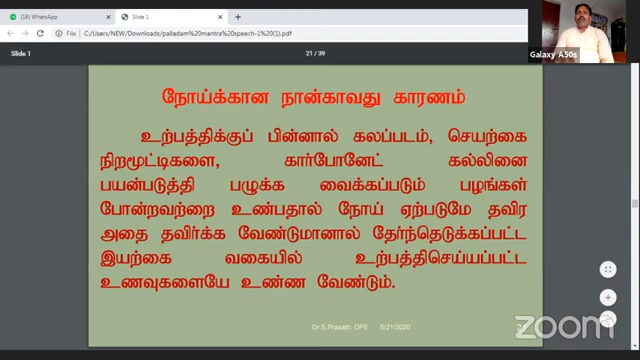 (18) WhatsApp
Slide 1
File | C:/Users/NEW/Downloads/palladam%20mantra%20speech-1%20(1).pdf
Slide 1
21 / 39
Galaxy A50s
நோய்க்கான நான்காவது காரணம்
உற்பத்திக்குப் பின்னால் கலப்படம், செயற்கை
நிறமூட்டிகளை, கார்போனேட் கல்லினை
பயன்படுத்தி பழுக்க வைக்கப்படும் பழங்கள்
போன்றவற்றை உண்பதால் நோய் ஏற்படுமே தவிர
அதை தவிர்க்க வேண்டுமானால் தேர்ந்தெடுக்கப்பட்ட
இயற்கை வகையில் உற்பத்திசெய்யப்பட்ட
உணவுகளையே உண்ண வேண்டும்.
Dr.S.Prasath. DPE 5/21/2020
zoom